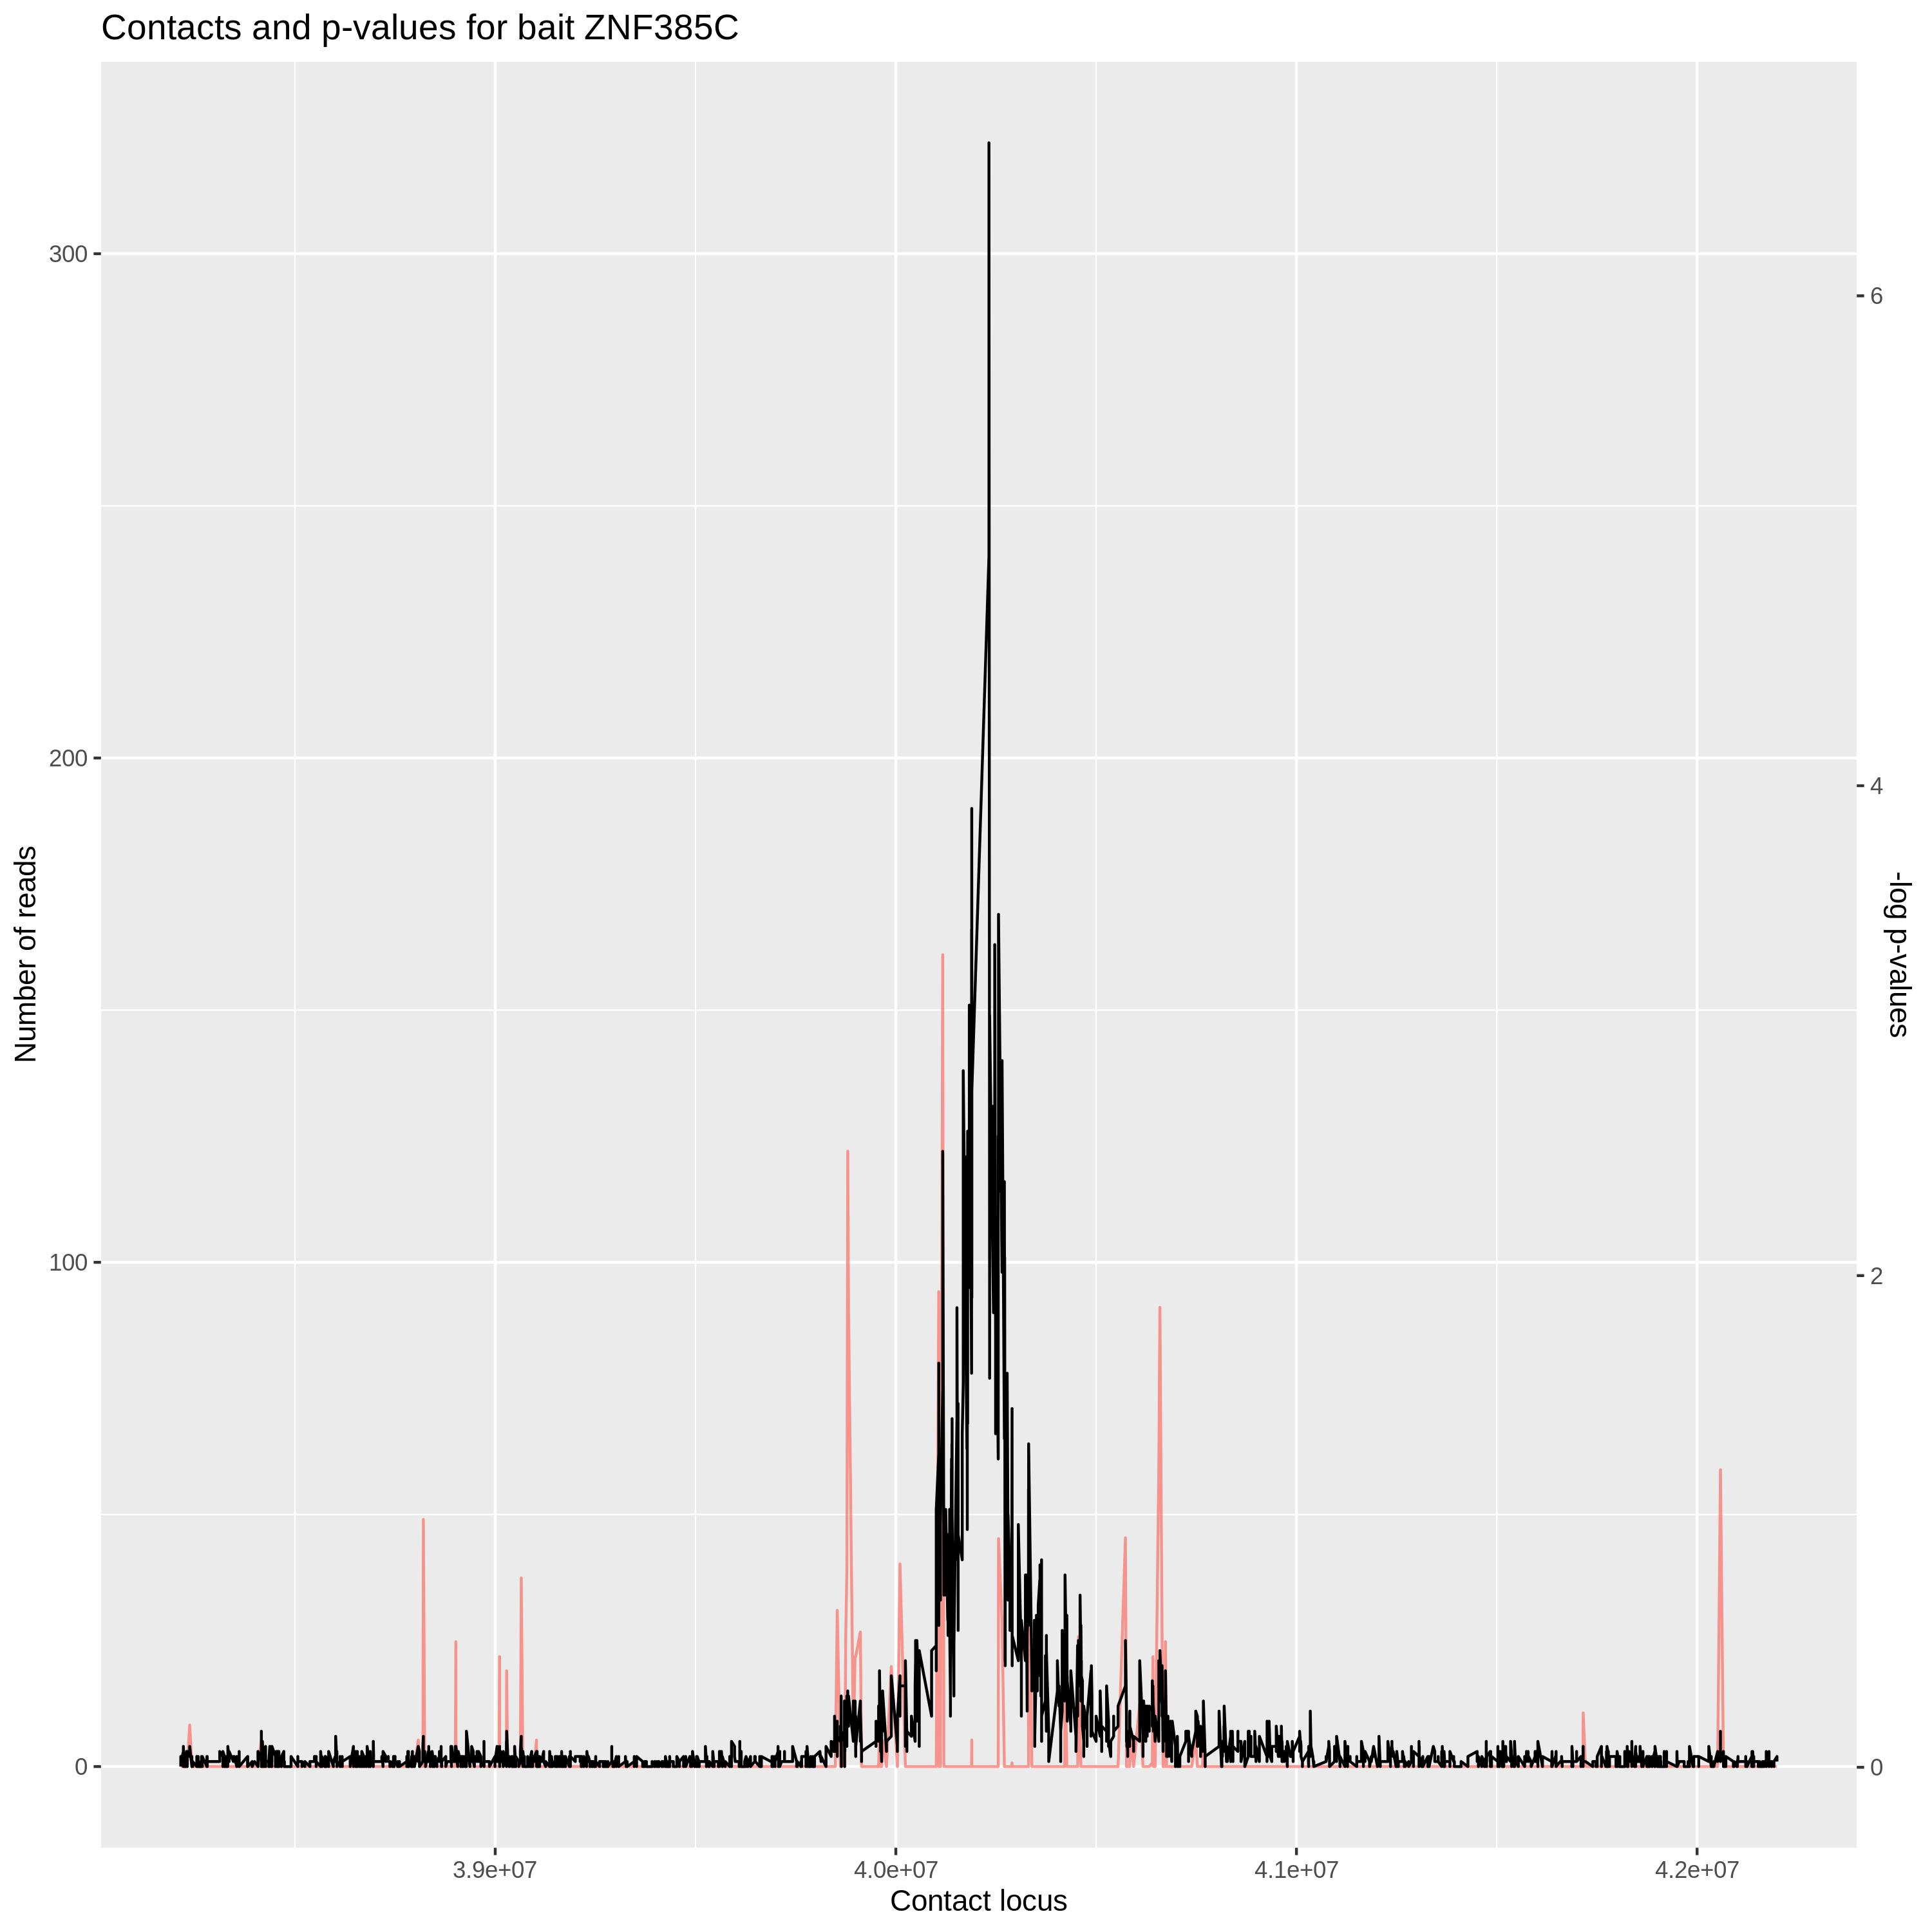 Contacts and p-values for bait ZNF385C
300
200
100
0
6
4
2
0
Number of reads
-log p-values
3.9e+07
4.0e+07
4.1e+07
4.2e+07
Contact locus